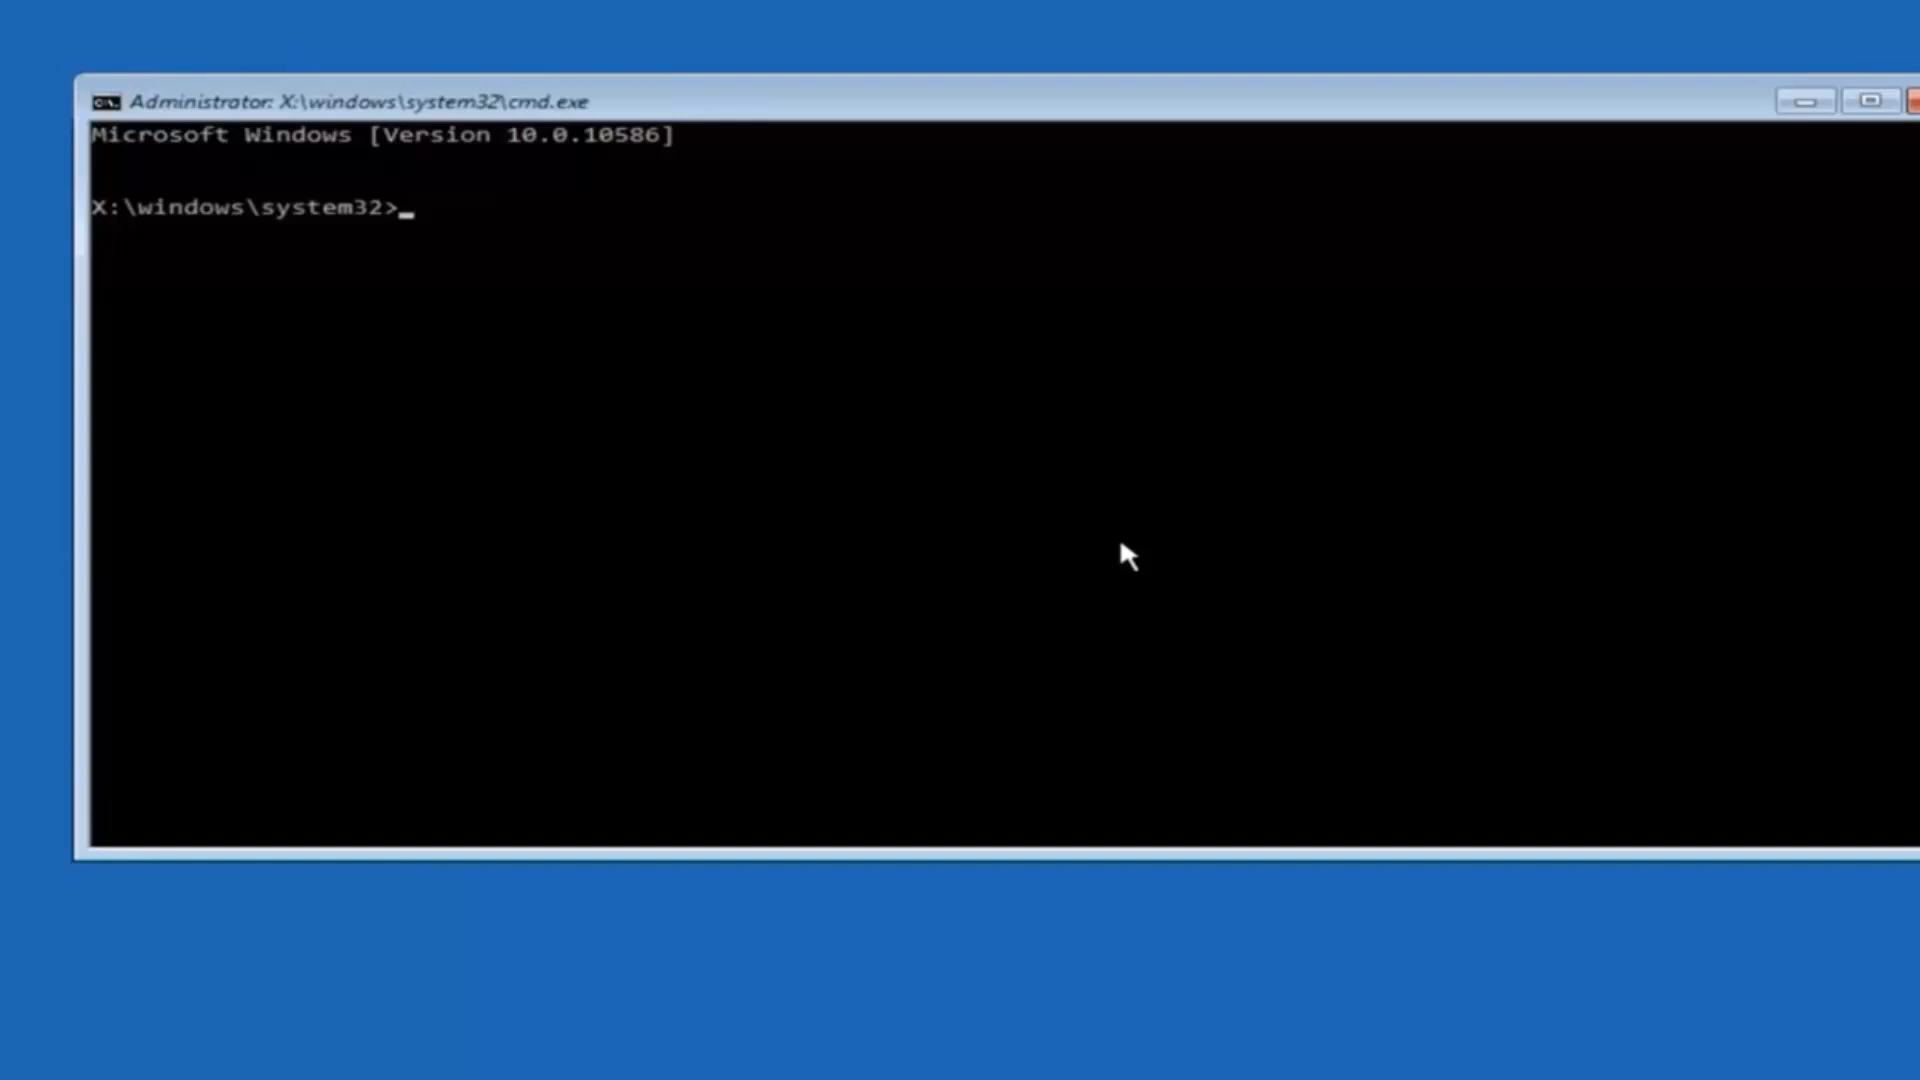 Administrator: X:\windows\system32\cmd.exe
Microsoft Windows [Version 10.0.10586]
X:\windows\system32>